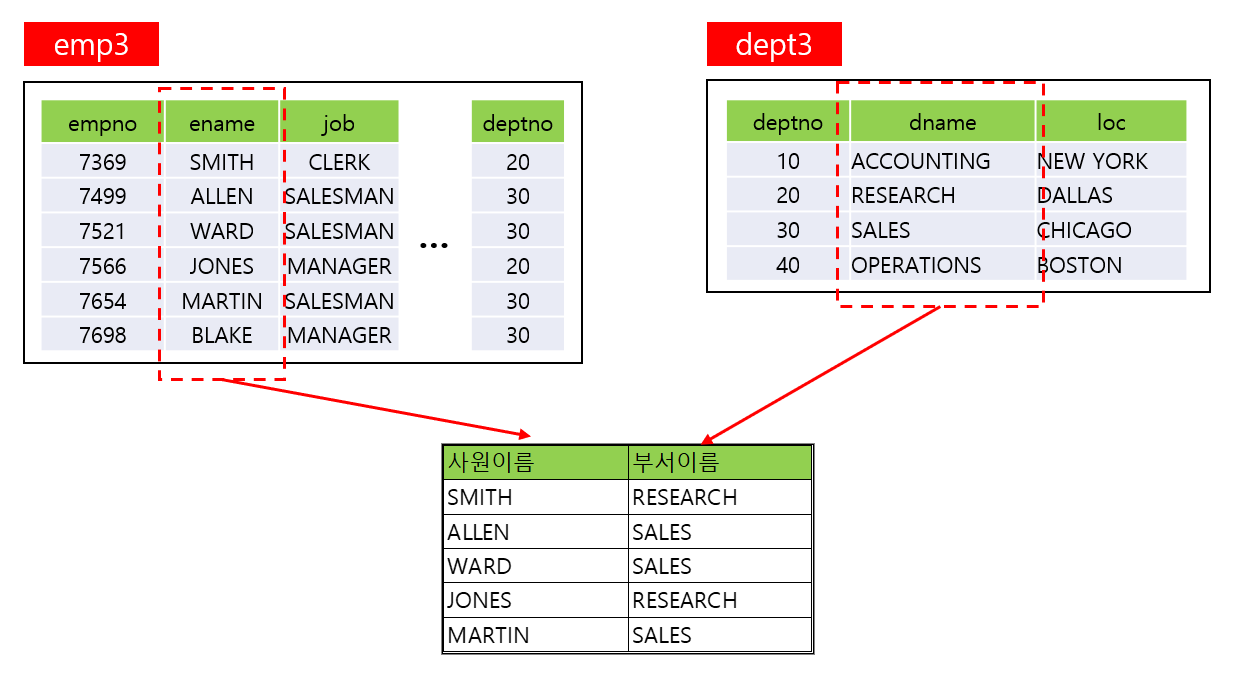 emp3
empno ename job deptno
7369 SMITH CLERK 20
7499 ALLEN SALESMAN 30
7521 WARD SALESMAN 30
...
7566 JONES MANAGER 20
7654 MARTIN SALESMAN 30
7698 BLAKE MANAGER 30
dept3
deptno dname loc
10 ACCOUNTING NEW YORK
20 RESEARCH DALLAS
30 SALES CHICAGO
40 OPERATIONS BOSTON
사원이름 부서이름
SMITH RESEARCH
ALLEN SALES
WARD SALES
JONES RESEARCH
MARTIN SALES